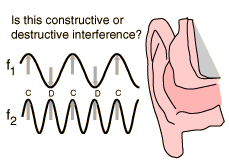 Is this constructive or
destructive interference?
f1
C D C D C
f2